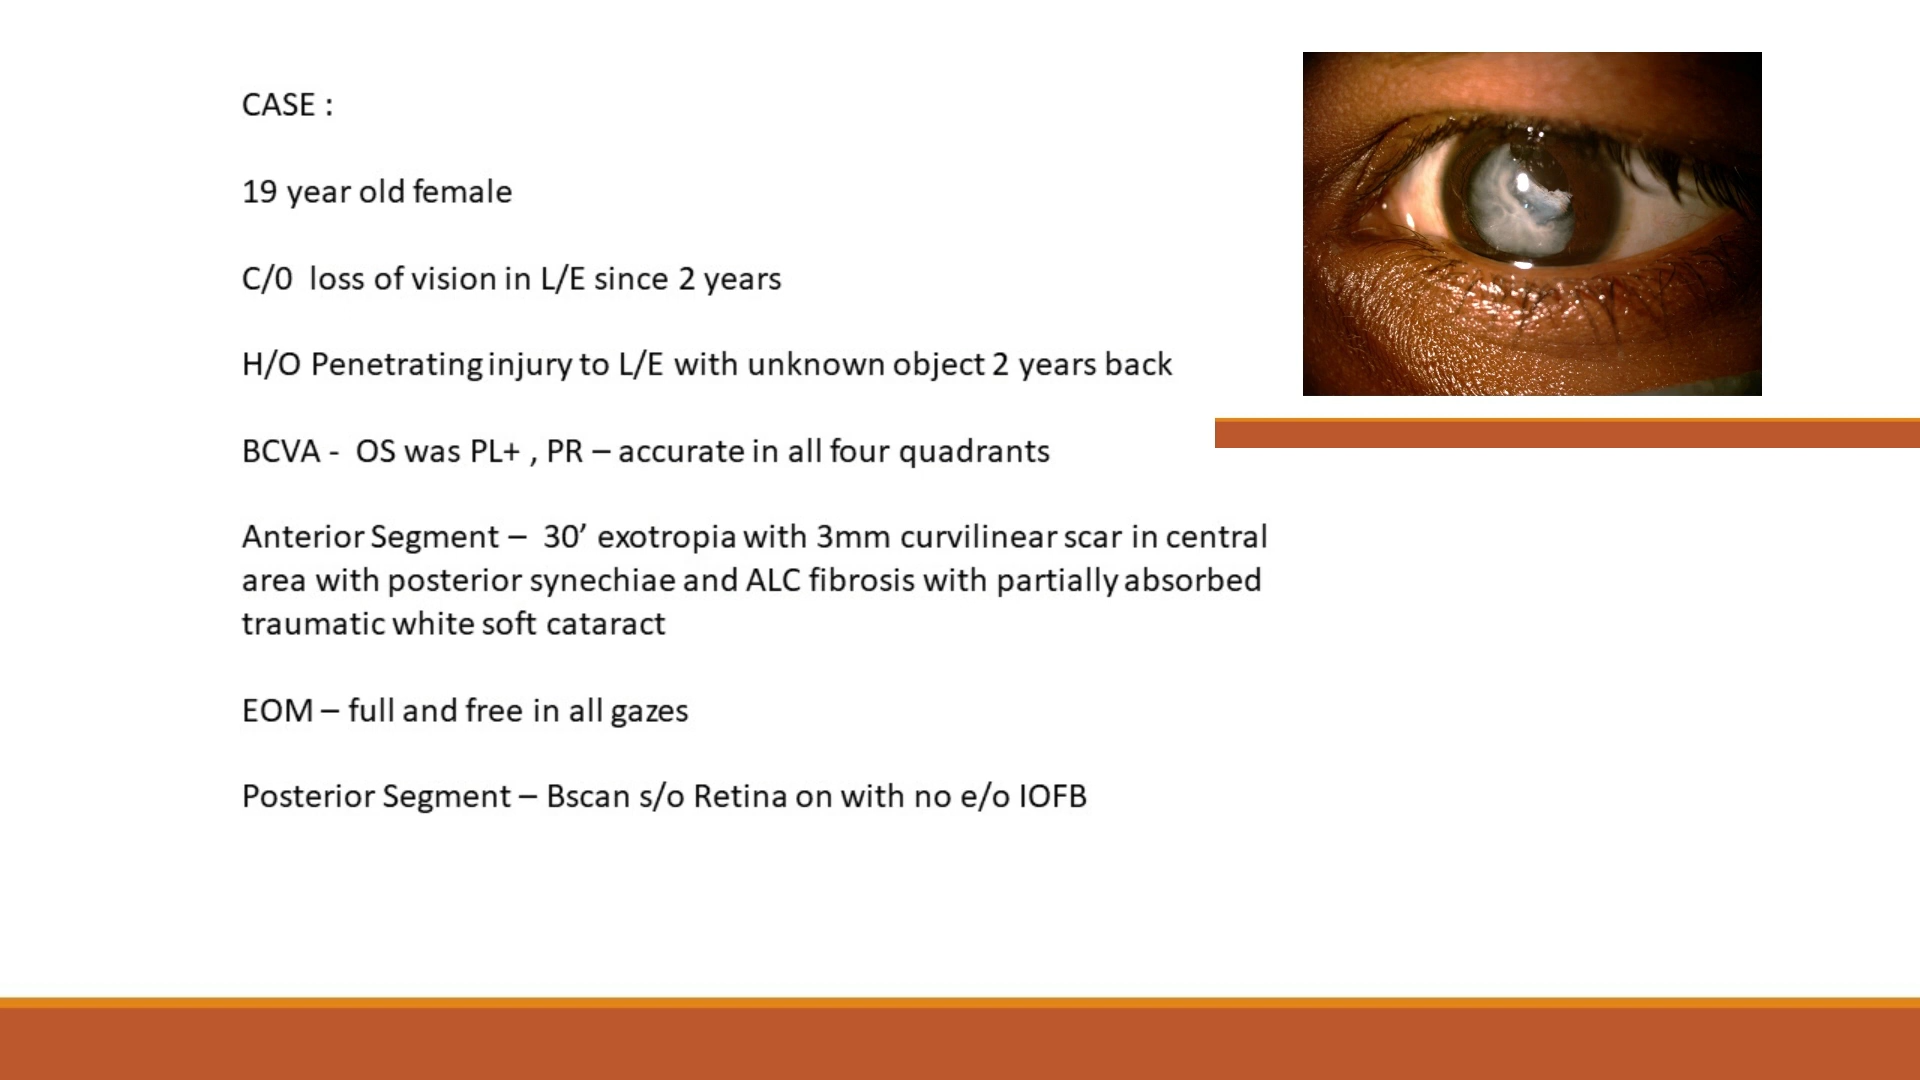 CASE :
19 year old female
C/0 loss of vision in L/E since 2 years
H/O Penetrating injury to L/E with unknown object 2 years back
BCVA - OS was PL+ , PR – accurate in all four quadrants
Anterior Segment – 30’ exotropia with 3mm curvilinear scar in central
area with posterior synechiae and ALC fibrosis with partially absorbed
traumatic white soft cataract
EOM – full and free in all gazes
Posterior Segment – Bscan s/o Retina on with no e/o IOFB